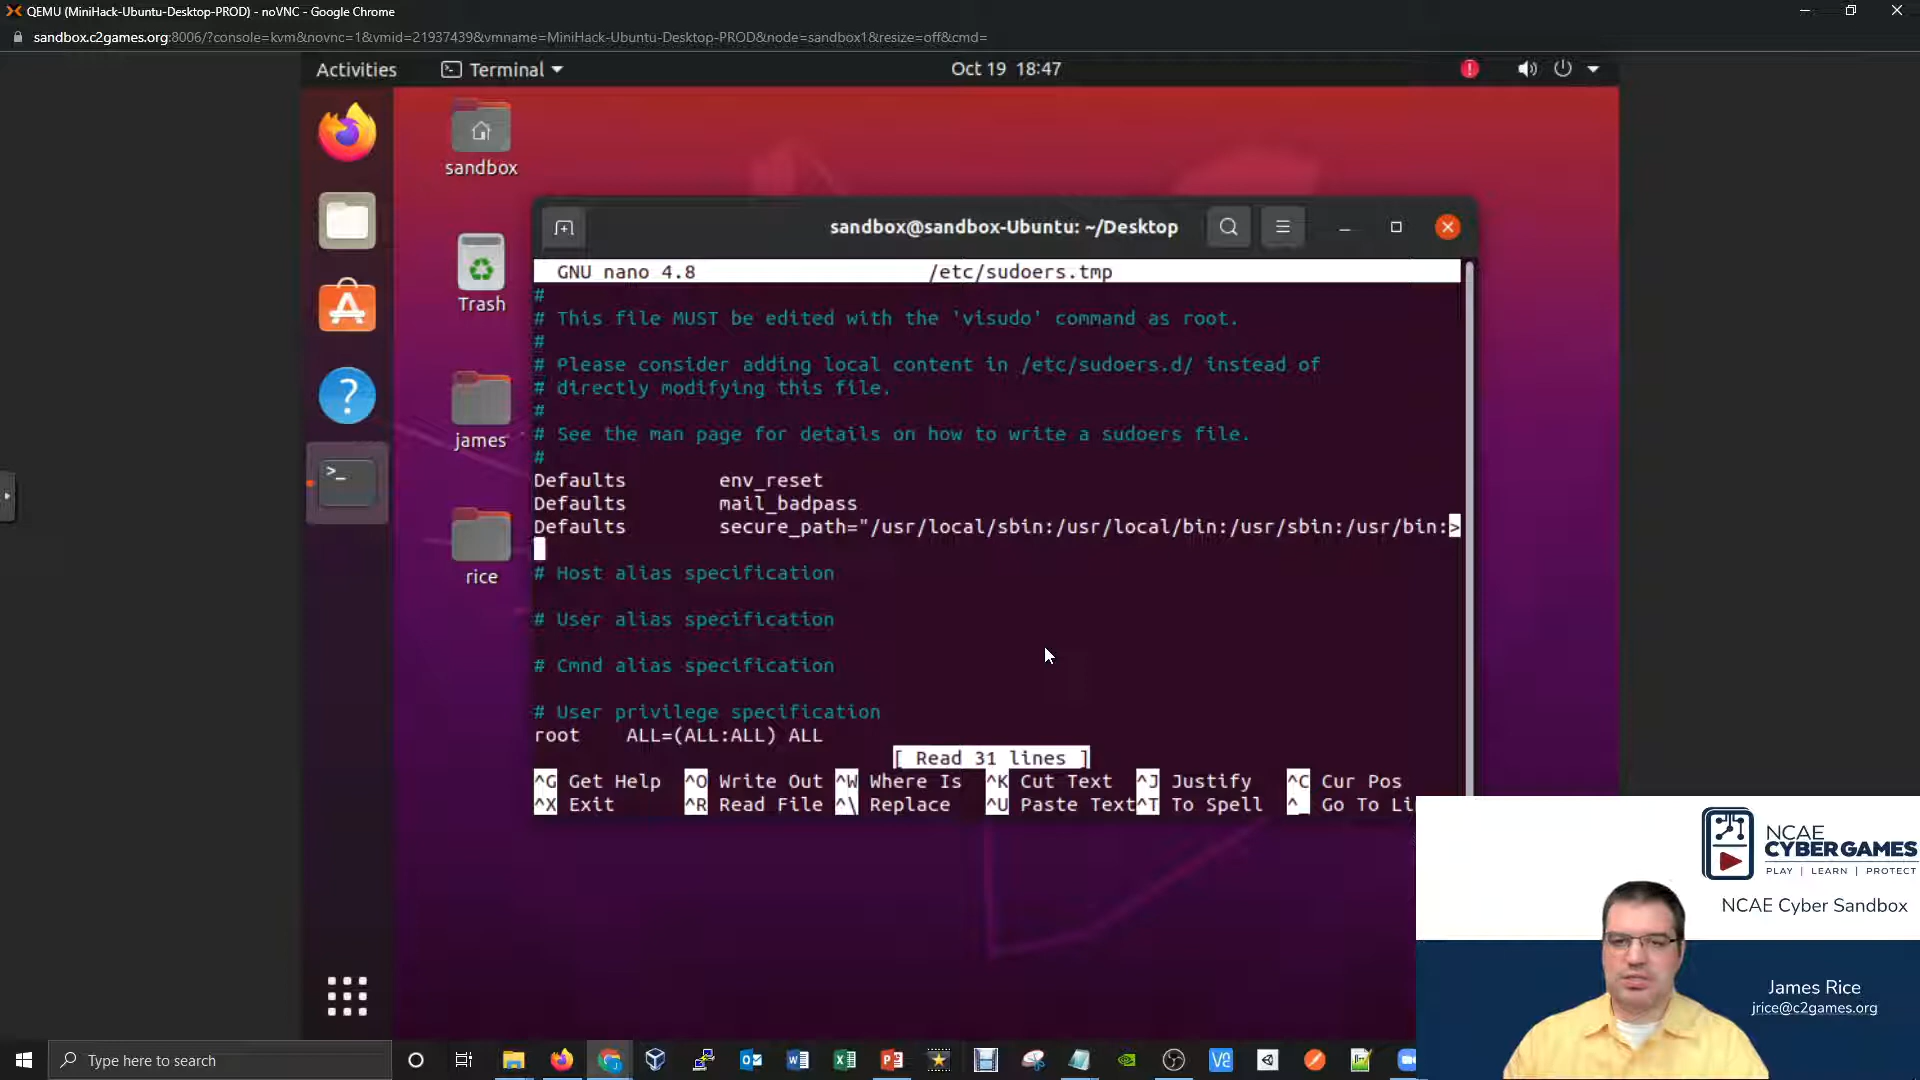 QEMU (MiniHack-Ubuntu-Desktop-PROD) - noVNC - Google Chrome
sandbox.c2games.org:8006/?console=kvm&novnc=1&vmid=21937439&vmname=MiniHack-Ubuntu-Desktop-PROD&node=sandbox1&resize=off&cmd=
Activities Terminal Oct 19 18:47
sandbox
Trash
james
rice
sandbox@sandbox-Ubuntu: ~/Desktop
GNU nano 4.8 /etc/sudoers.tmp
#
# This file MUST be edited with the 'visudo' command as root.
#
# Please consider adding local content in /etc/sudoers.d/ instead of
# directly modifying this file.
#
# See the man page for details on how to write a sudoers file.
#
Defaults env_reset
Defaults mail_badpass
Defaults secure_path="/usr/local/sbin:/usr/local/bin:/usr/sbin:/usr/bin:>
# Host alias specification
# User alias specification
# Cmnd alias specification
# User privilege specification
root ALL=(ALL:ALL) ALL
[ Read 31 lines ]
^G Get Help ^O Write Out ^W Where Is ^K Cut Text ^J Justify ^C Cur Pos
^X Exit ^R Read File ^\ Replace ^U Paste Text ^T To Spell ^_ Go To Li
NCAE
CYBERGAMES
PLAY | LEARN | PROTECT
NCAE Cyber Sandbox
James Rice
jrice@c2games.org
Type here to search